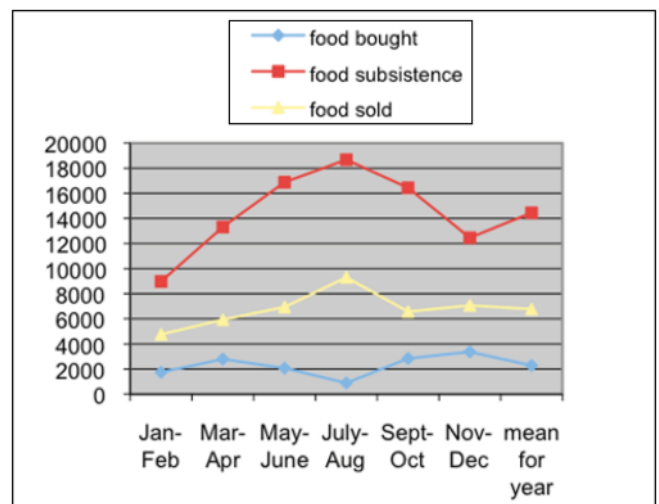 food bought
food subsistence
food sold
20000
18000
16000
14000
12000
10000
8000
6000
4000
2000
0
Jan- Mar- May- July- Sept- Nov- mean
Feb Apr June Aug Oct Dec for
year